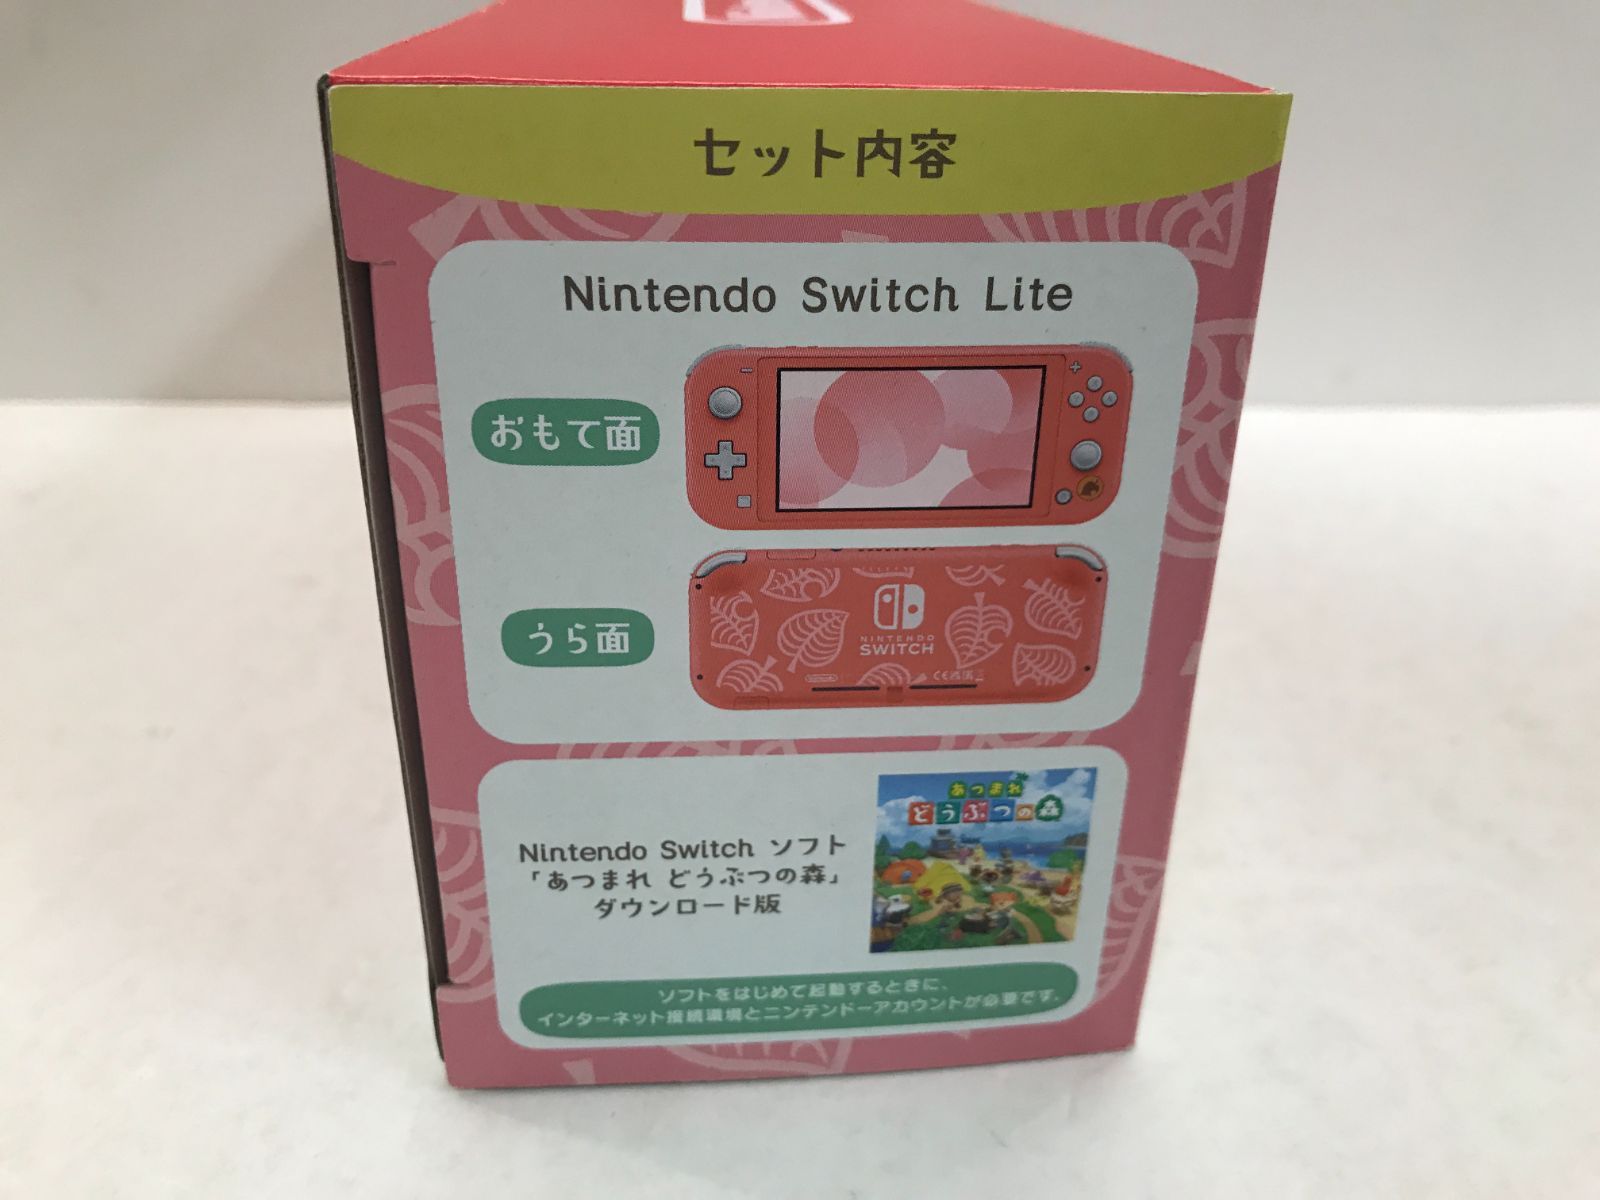 セット内容
Nintendo Switch Lite
おもて面
うら面
NINTENDO
SWITCH
Nintendo Switch ソフト
「あつまれ どうぶつの森」
ダウンロード版
あつまれ
どうぶつの森
ソフトをはじめて起動するときに、
インターネット接続環境とニンテンドーアカウントが必要です。